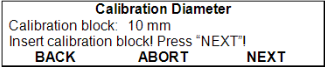 Calibration Diameter
Calibration block: 10 mm
Insert calibration block! Press “NEXT”!
BACK ABORT NEXT